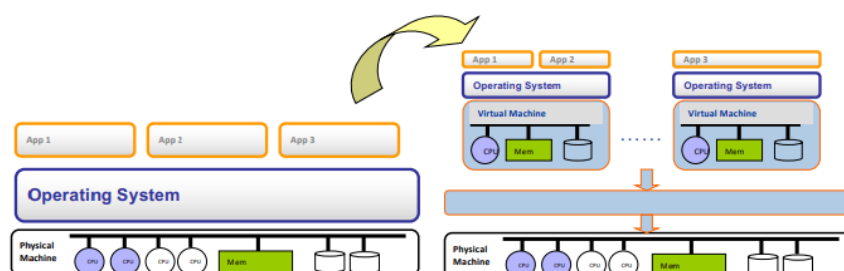 App 1 App 2 App 3
Operating System
Physical
Machine
CPU CPU CPU CPU Mem
App 1 App 2 App 3
Operating System Operating System
Virtual Machine Virtual Machine
CPU Mem CPU Mem
Physical
Machine
CPU CPU CPU CPU Mem